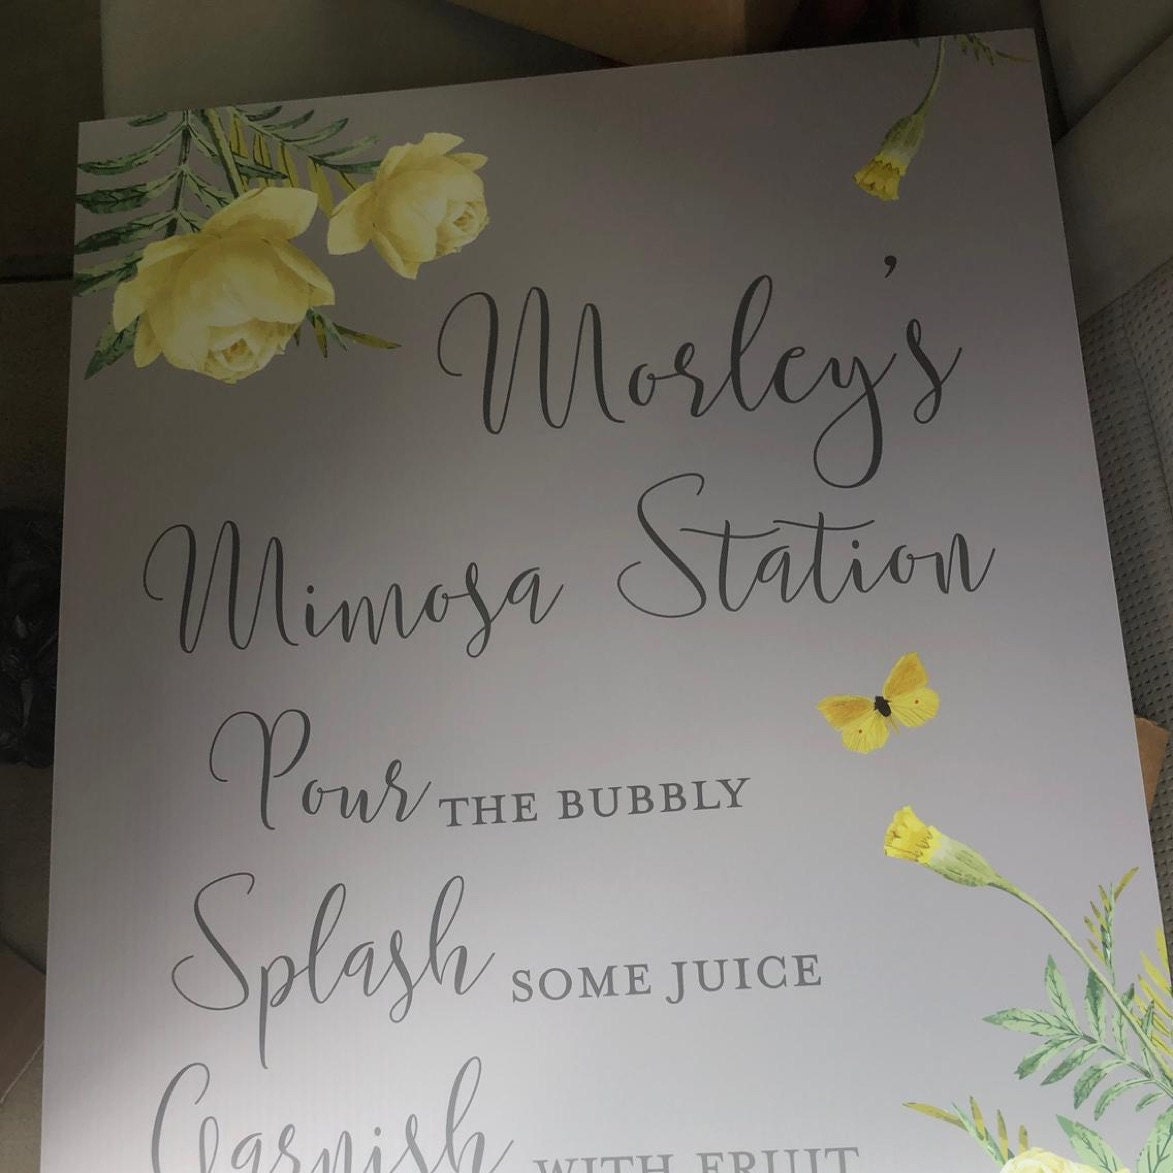 Morley's
Mimosa Station
Pour THE BUBBLY
Splash SOME JUICE
Garnish WITH FRUIT